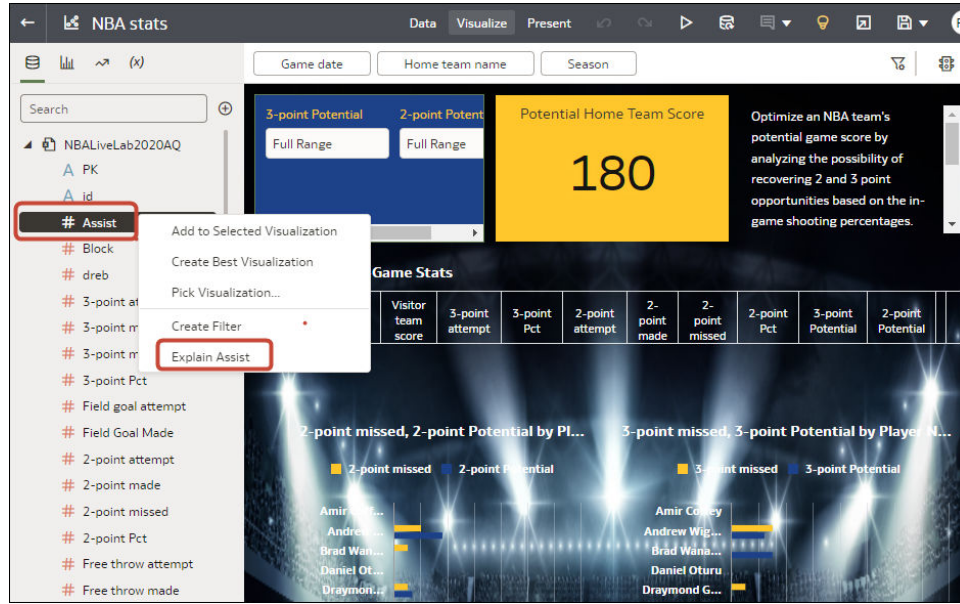 NBA stats
Data Visualize Present
(x)
Game date Home team name Season
Search
NBALiveLab2020AQ
A PK
A id
# Assist
# Block
# dreb
# 3-point at
# 3-point m
# 3-point m
# 3-point Pct
# Field goal attempt
# Field Goal Made
# 2-point attempt
# 2-point made
# 2-point missed
# 2-point Pct
# Free throw attempt
# Free throw made
Add to Selected Visualization
Create Best Visualization
Pick Visualization...
Create Filter
Explain Assist
3-point Potential 2-point Potent
Full Range Full Range
Potential Home Team Score
180
Optimize an NBA team's
potential game score by
analyzing the possibility of
recovering 2 and 3 point
opportunities based on the in-
game shooting percentages.
Game Stats
Visitor team score
3-point attempt
3-point Pct
2-point attempt
2-point made
2-point missed
2-point Pct
3-point Potential
2-point Potential
2-point missed, 2-point Potential by Pl...
2-point missed 2-point Potential
Amir
Andrew
Brad Wan...
Daniel Ot...
Draymon...
3-point missed, 3-point Potential by Player N...
3-point missed 3-point Potential
Amir Coffey
Andrew Wig...
Brad Wana...
Daniel Oturu
Draymond G...